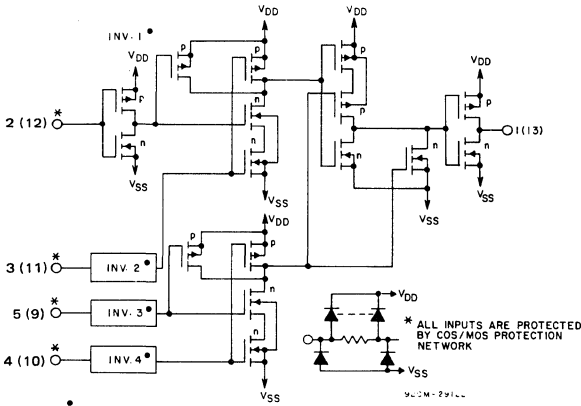 INV. 1 •
VDD
VDD
VDD
p
p
p
p
p
p
2 (12) *
n
n
n
n
n
n
1 (13)
VSS
VSS
VSS
VSS
VSS
VDD
3 (11) *
INV. 2 •
p
p
5 (9) *
INV. 3 •
n
4 (10) *
INV. 4 •
n
VSS
VDD
VSS
* ALL INPUTS ARE PROTECTED
BY COS/MOS PROTECTION
NETWORK